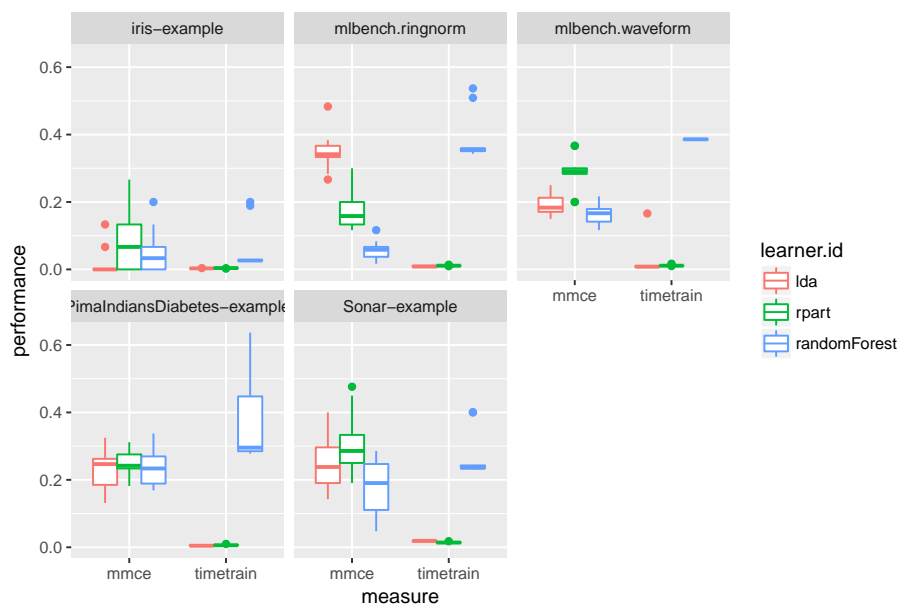 iris−example
mlbench.ringnorm
mlbench.waveform
0.6
0.4
0.2
0.0
mmce
timetrain
PimaIndiansDiabetes−example
Sonar−example
0.6
0.4
0.2
0.0
mmce
timetrain
mmce
timetrain
measure
performance
learner.id
lda
rpart
randomForest